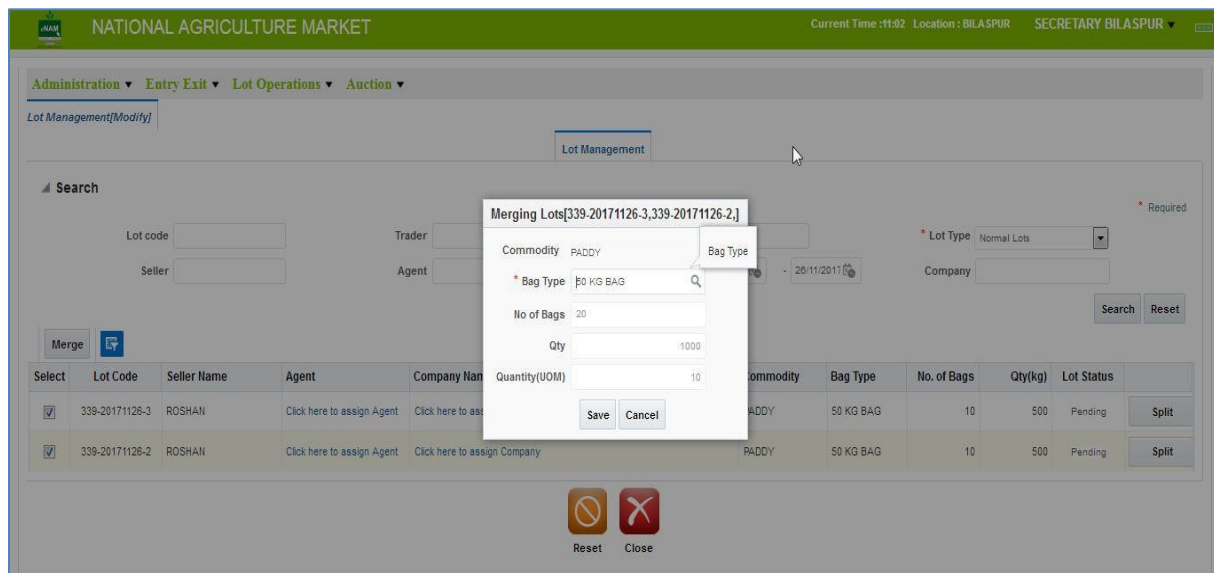 eNAM NATIONAL AGRICULTURE MARKET Current Time :11:02 Location : BILASPUR SECRETARY BILASPUR
Administration Entry Exit Lot Operations Auction
Lot Management[Modify]
Lot Management
Search
* Required
Lot code Trader * Lot Type Normal Lots
Seller Agent - 26/11/2017 Company
Search Reset
Merging Lots[339-20171126-3,339-20171126-2,]
Commodity PADDY
Bag Type
* Bag Type 50 KG BAG
No of Bags 20
Qty 1000
Quantity(UOM) 10
Save Cancel
Merge
Select Lot Code Seller Name Agent Company Nam ommodity Bag Type No. of Bags Qty(kg) Lot Status
339-20171126-3 ROSHAN Click here to assign Agent Click here to ass ADDY 50 KG BAG 10 500 Pending Split
339-20171126-2 ROSHAN Click here to assign Agent Click here to assign Company PADDY 50 KG BAG 10 500 Pending Split
Reset Close